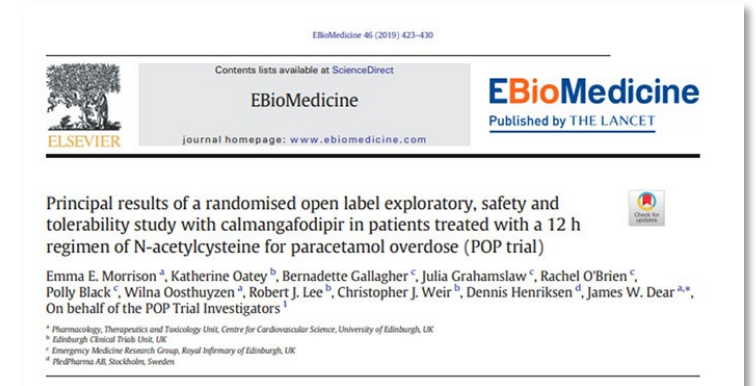 EBioMedicine 46 (2019) 423–430
Contents lists available at ScienceDirect
EBioMedicine
journal homepage: www.ebiomedicine.com
ELSEVIER
EBioMedicine
Published by THE LANCET
Principal results of a randomised open label exploratory, safety and
tolerability study with calmangafodipir in patients treated with a 12 h
regimen of N-acetylcysteine for paracetamol overdose (POP trial)
Check for
updates
Emma E. Morrison a, Katherine Oatey b, Bernadette Gallagher c, Julia Grahamslaw c, Rachel O'Brien c,
Polly Black c, Wilna Oosthuyzen a, Robert J. Lee b, Christopher J. Weir b, Dennis Henriksen d, James W. Dear a,*,
On behalf of the POP Trial Investigators 1
a Pharmacology, Therapeutics and Toxicology Unit, Centre for Cardiovascular Science, University of Edinburgh, UK
b Edinburgh Clinical Trials Unit, UK
c Emergency Medicine Research Group, Royal Infirmary of Edinburgh, UK
d PledPharma AB, Stockholm, Sweden